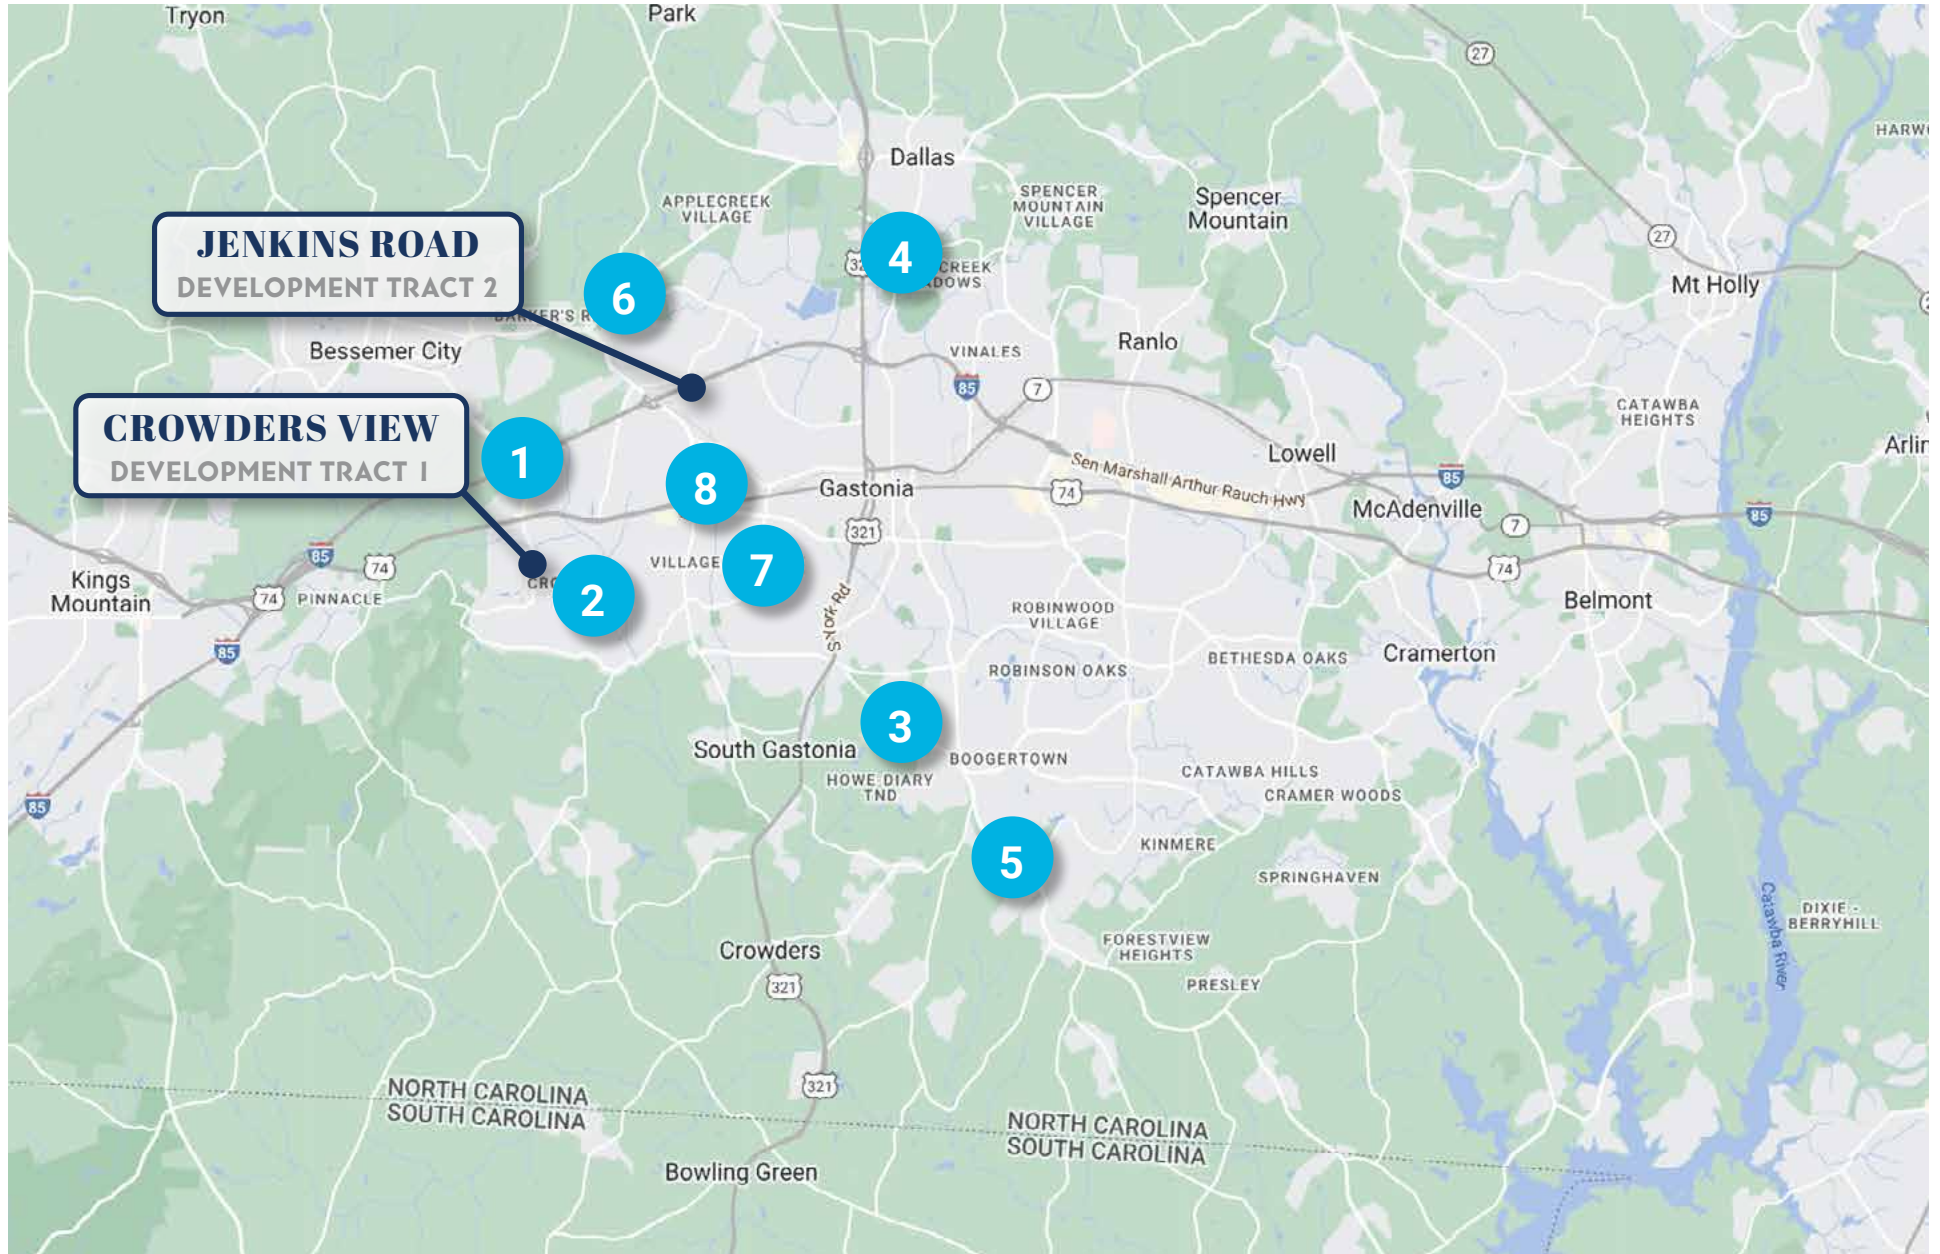 Tryon
Park
27
HARW
Dallas
APPLECREEK
VILLAGE
SPENCER
MOUNTAIN
VILLAGE
Spencer
Mountain
JENKINS ROAD
DEVELOPMENT TRACT 2
4
32
CREEK
27
Mt Holly
6
Bessemer City
Ranlo
VINALES
85
7
CROWDERS VIEW
DEVELOPMENT TRACT 1
CATAWBA
HEIGHTS
1
8
Gastonia
Lowell
Arlin
Sen Marshall Arthur Rauch Hwy
74
85
McAdenville
7
85
321
85
74
VILLAGE
7
74
Kings
Mountain
74
PINNACLE
2
S York Rd
ROBINWOOD
VILLAGE
Belmont
85
ROBINSON OAKS
BETHESDA OAKS
Cramerton
3
South Gastonia
BOOGERTOWN
HOWE DIARY
TND
CATAWBA HILLS
CRAMER WOODS
85
5
KINMERE
SPRINGHAVEN
Catawba River
DIXIE -
BERRYHILL
Crowders
FORESTVIEW
HEIGHTS
321
PRESLEY
321
NORTH CAROLINA
SOUTH CAROLINA
NORTH CAROLINA
SOUTH CAROLINA
Bowling Green